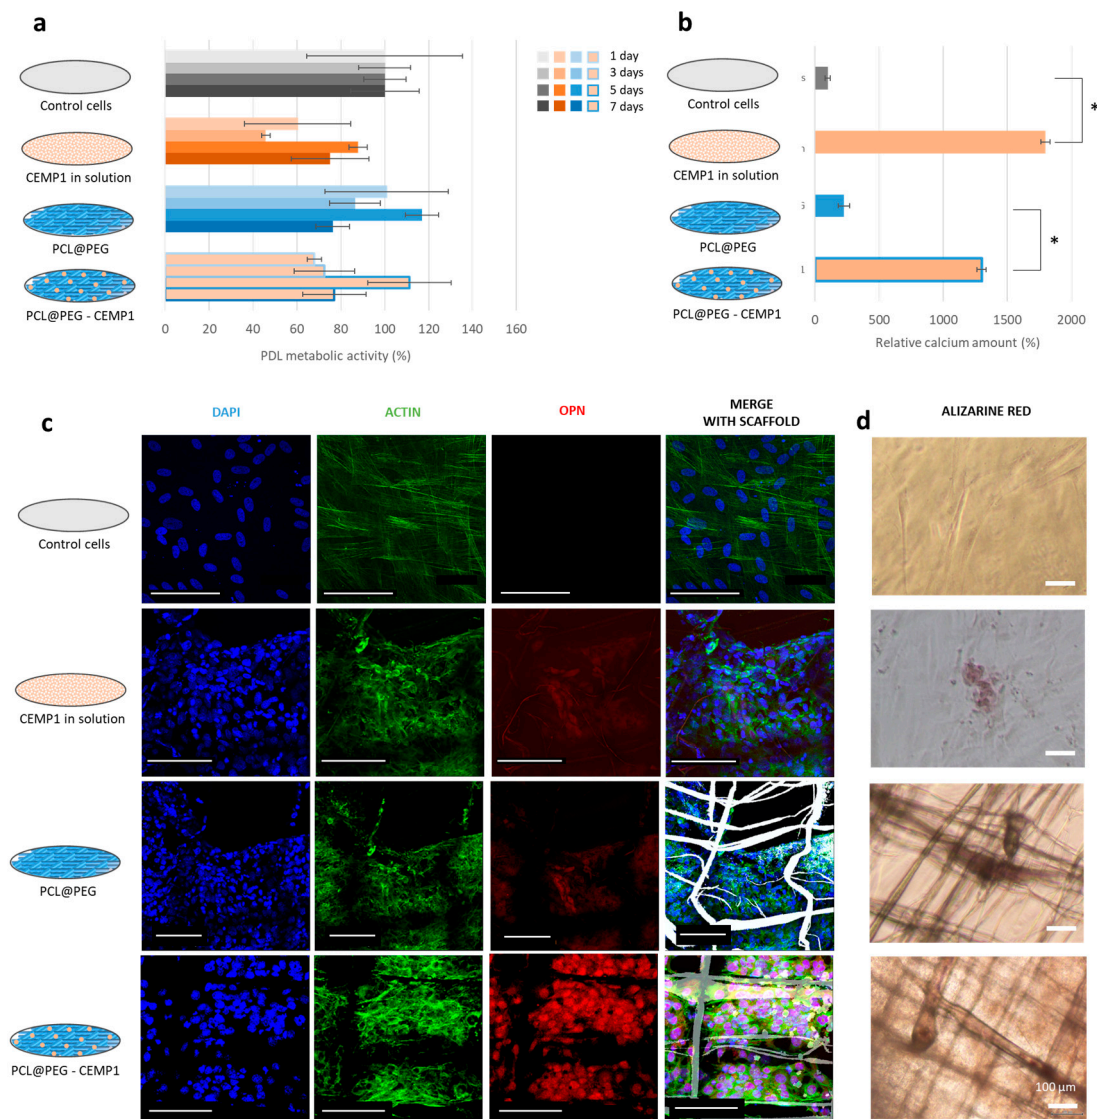 a
0
20
40
60
80
100
120
140
160
PDL metabolic activity (%)
Control cells
CEMP1 in solution
PCL@PEG
PCL@PEG - CEMP1
1 day
3 days
5 days
7 days
b
Control cells
s
CEMP1 in solution
PCL@PEG
PCL@PEG - CEMP1
1
*
*
0
500
1000
1500
2000
Relative calcium amount (%)
c
DAPI
ACTIN
OPN
MERGE
WITH SCAFFOLD
d
ALIZARINE RED
Control cells
CEMP1 in solution
PCL@PEG
PCL@PEG - CEMP1
100 µm